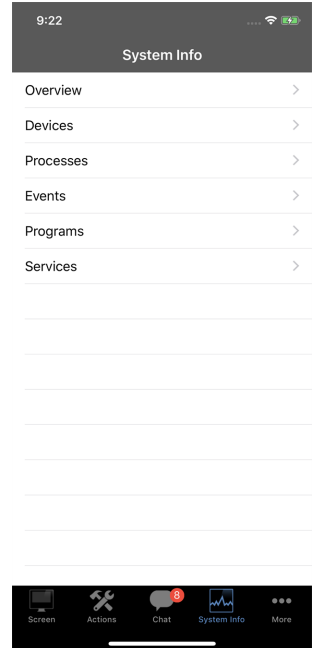 9:22
System Info
Overview
Devices
Processes
Events
Programs
Services
8
Screen Actions Chat System Info More